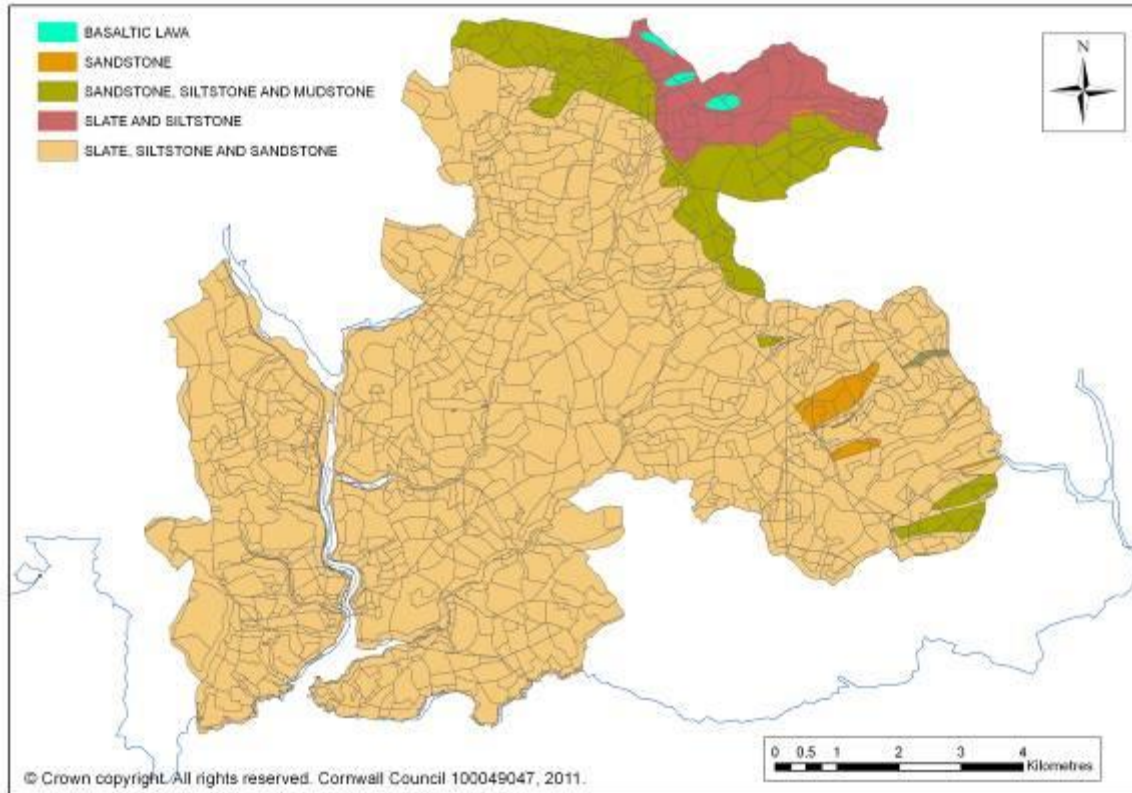 BASALTIC LAVA
SANDSTONE
SANDSTONE, SILTSTONE AND MUDSTONE
SLATE AND SILTSTONE
SLATE, SILTSTONE AND SANDSTONE
N
0 0.5 1 2 3 4
Kilometres
© Crown copyright. All rights reserved. Cornwall Council 100049047, 2011.